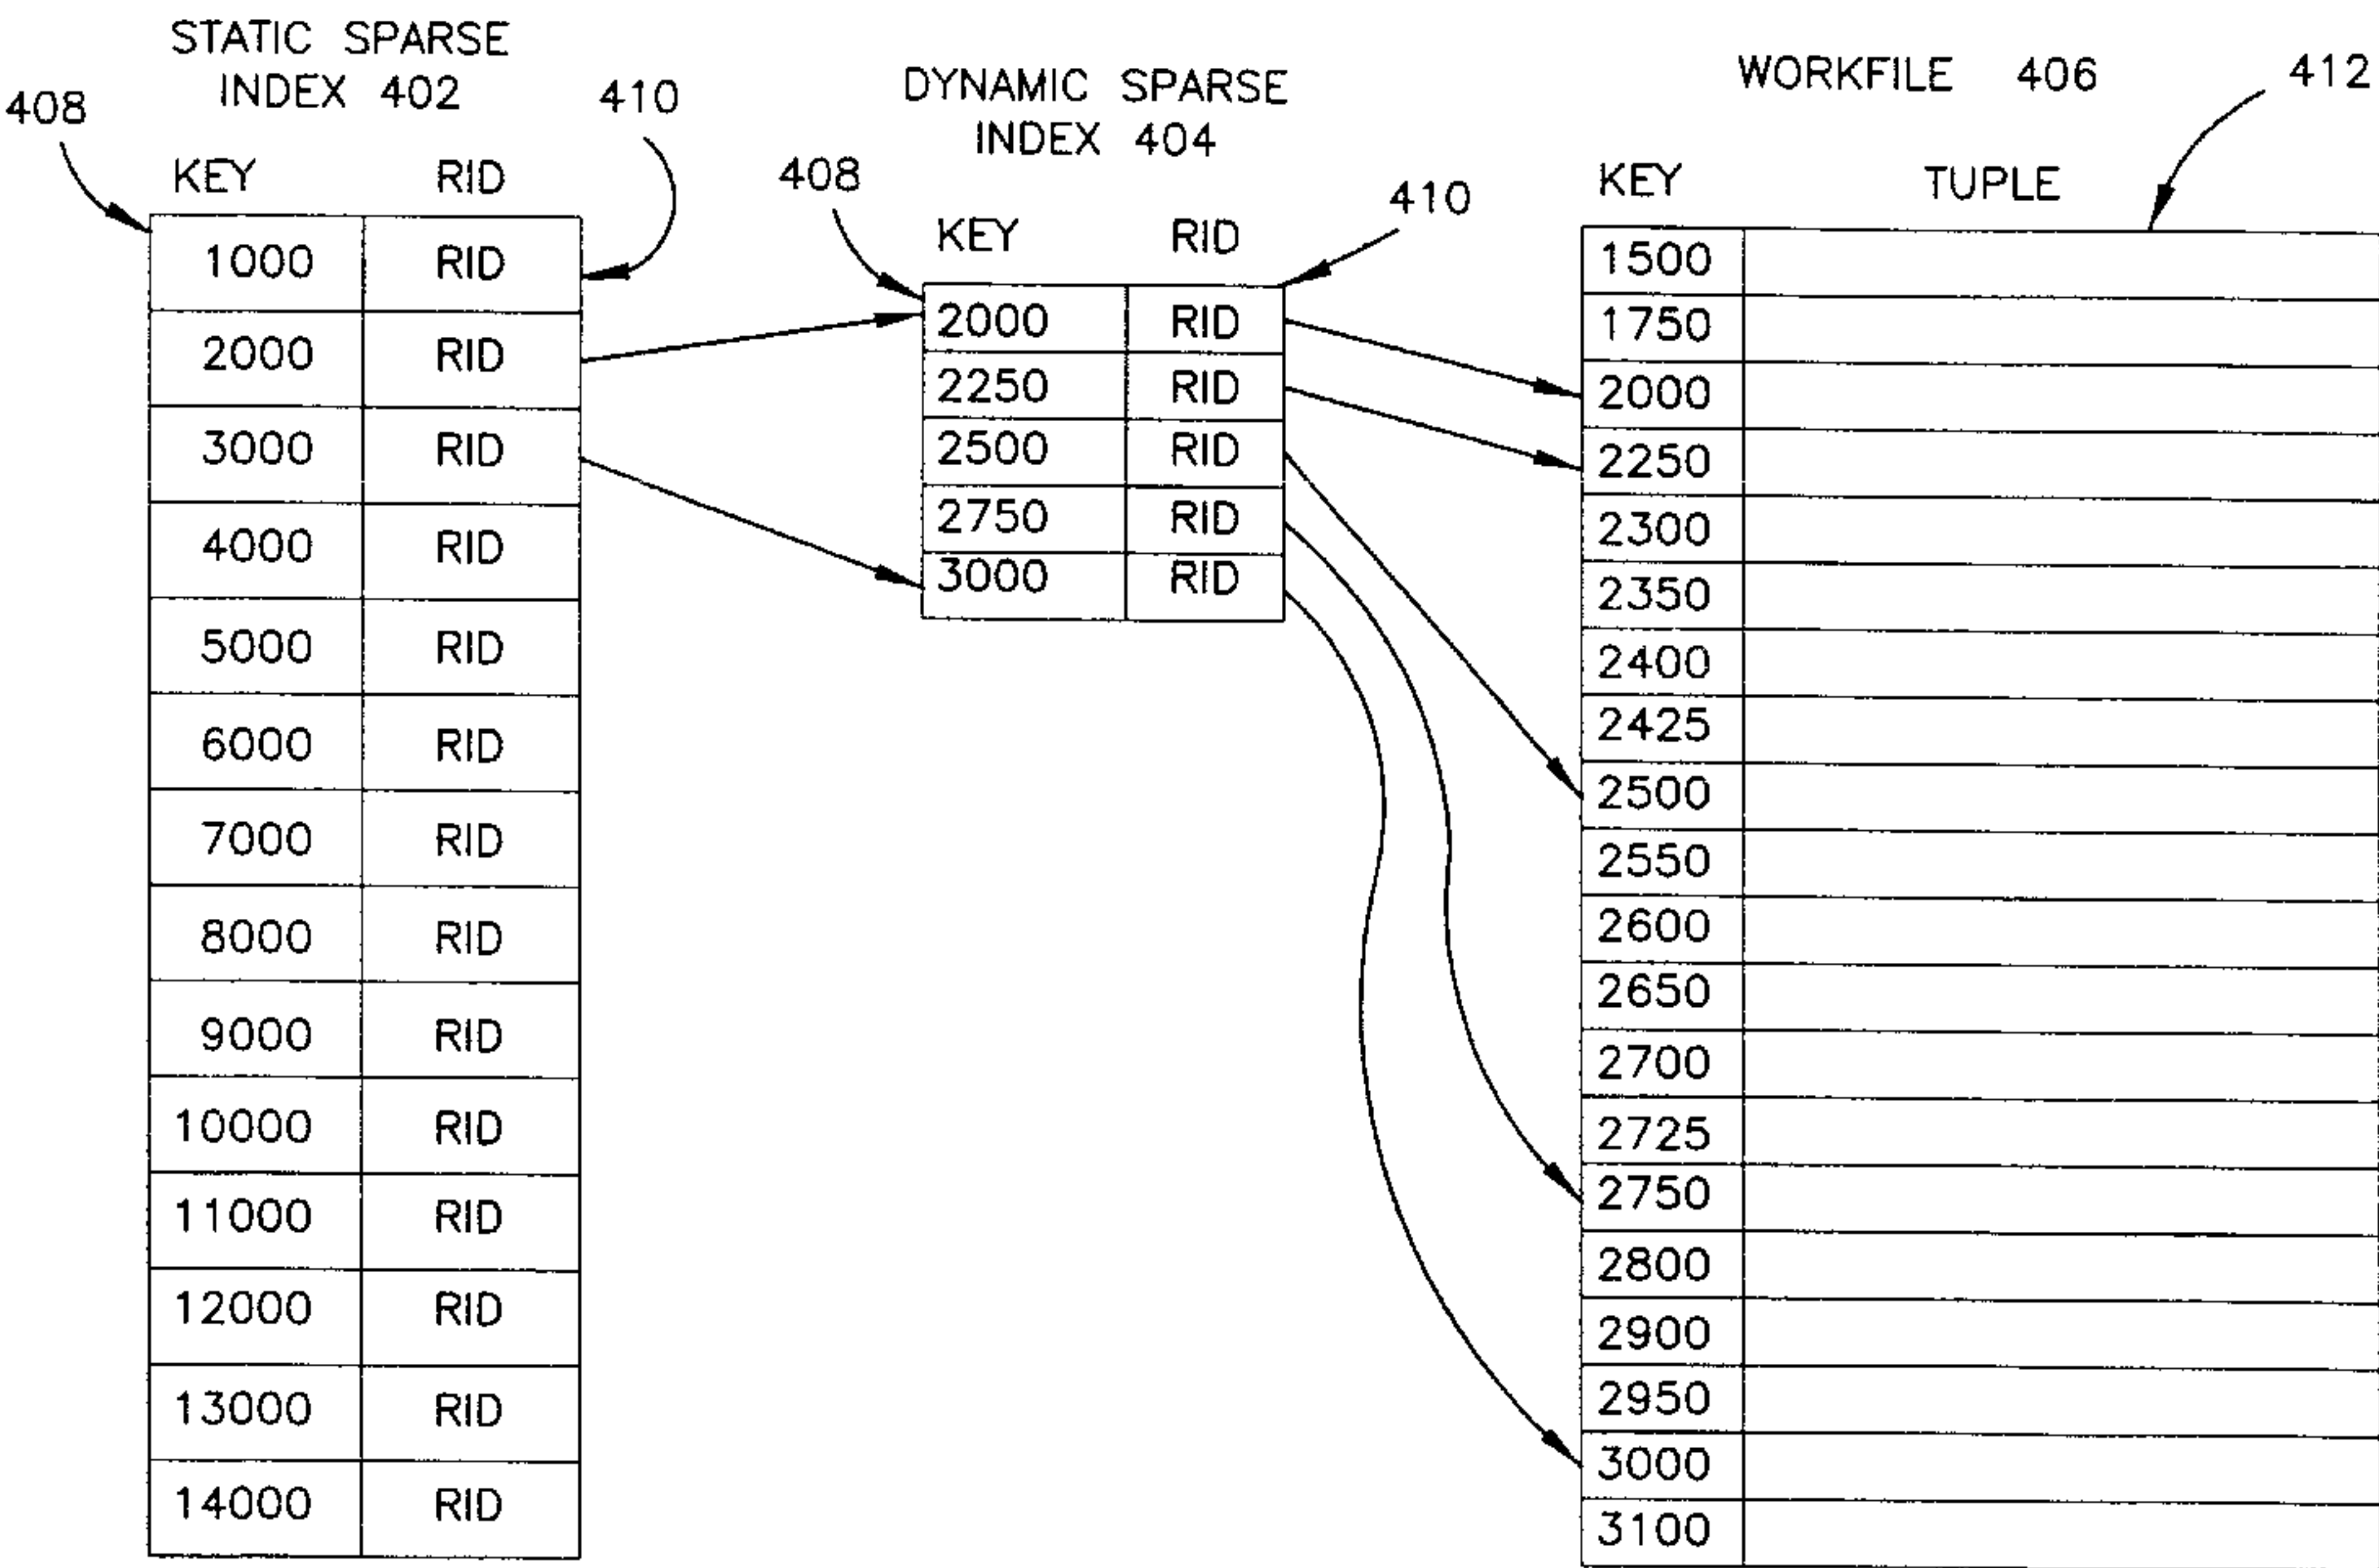 STATIC SPARSE
INDEX 402
408
410
KEY RID
1000 RID
2000 RID
3000 RID
4000 RID
5000 RID
6000 RID
7000 RID
8000 RID
9000 RID
10000 RID
11000 RID
12000 RID
13000 RID
14000 RID
DYNAMIC SPARSE
INDEX 404
408
410
KEY RID
2000 RID
2250 RID
2500 RID
2750 RID
3000 RID
WORKFILE 406
412
KEY TUPLE
1500
1750
2000
2250
2300
2350
2400
2425
2500
2550
2600
2650
2700
2725
2750
2800
2900
2950
3000
3100